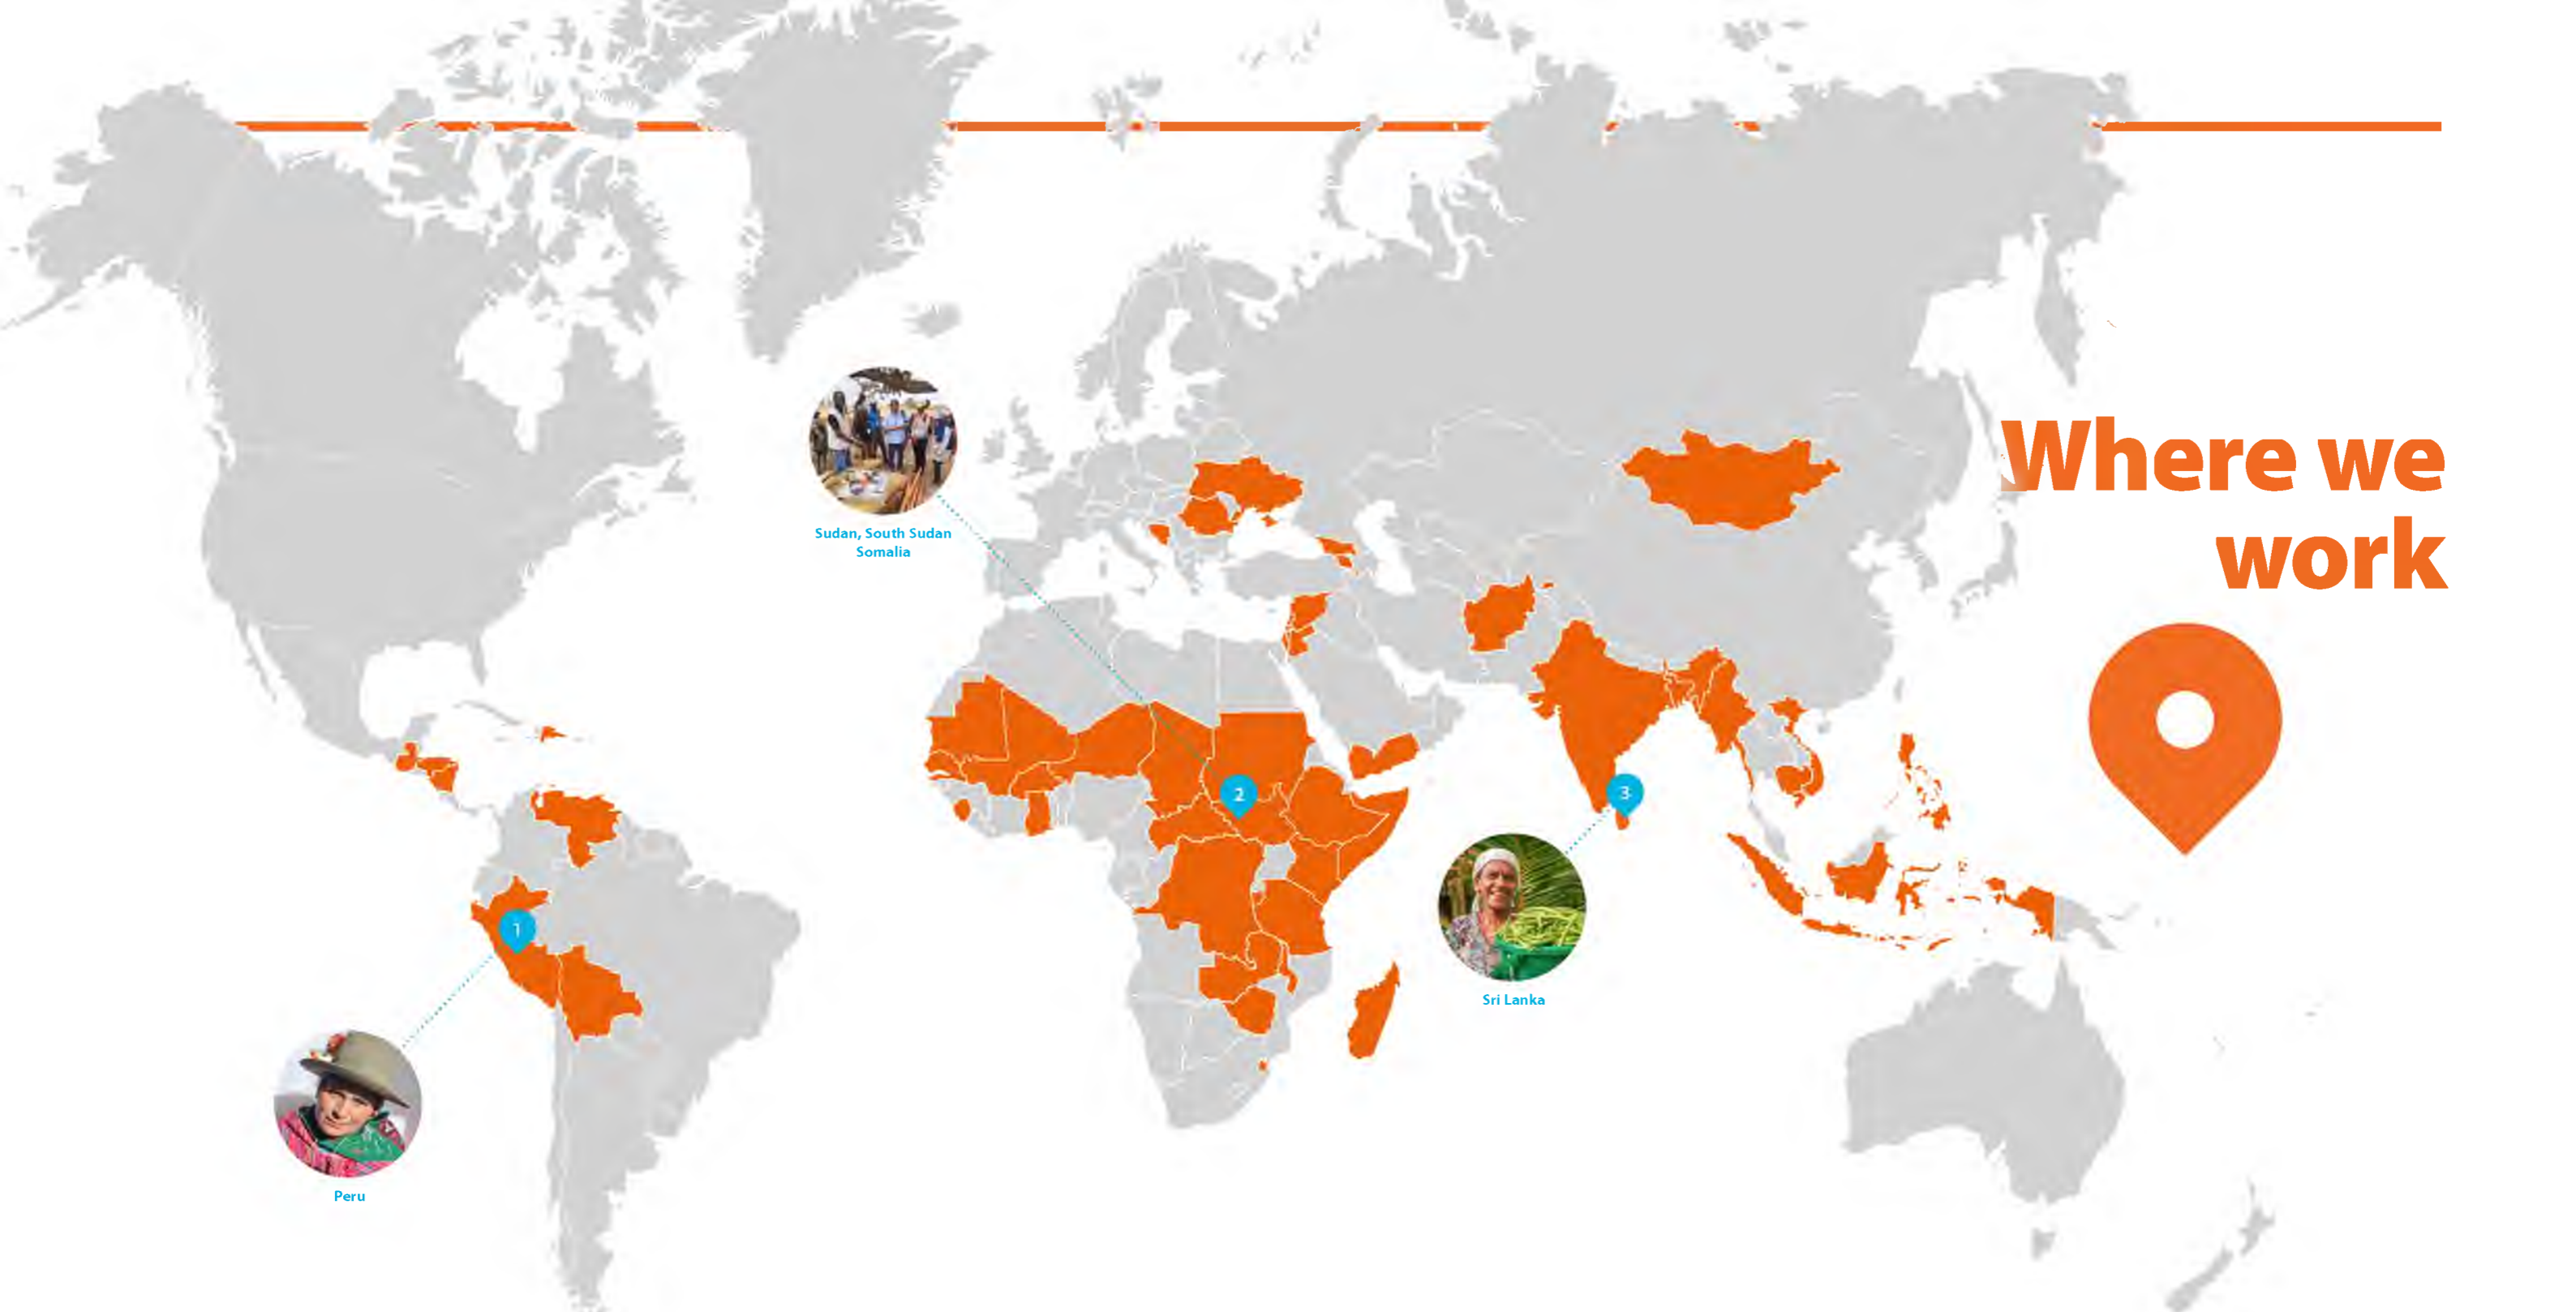 Where we
work
Sudan, South Sudan
Somalia
2
3
1
Sri Lanka
Peru